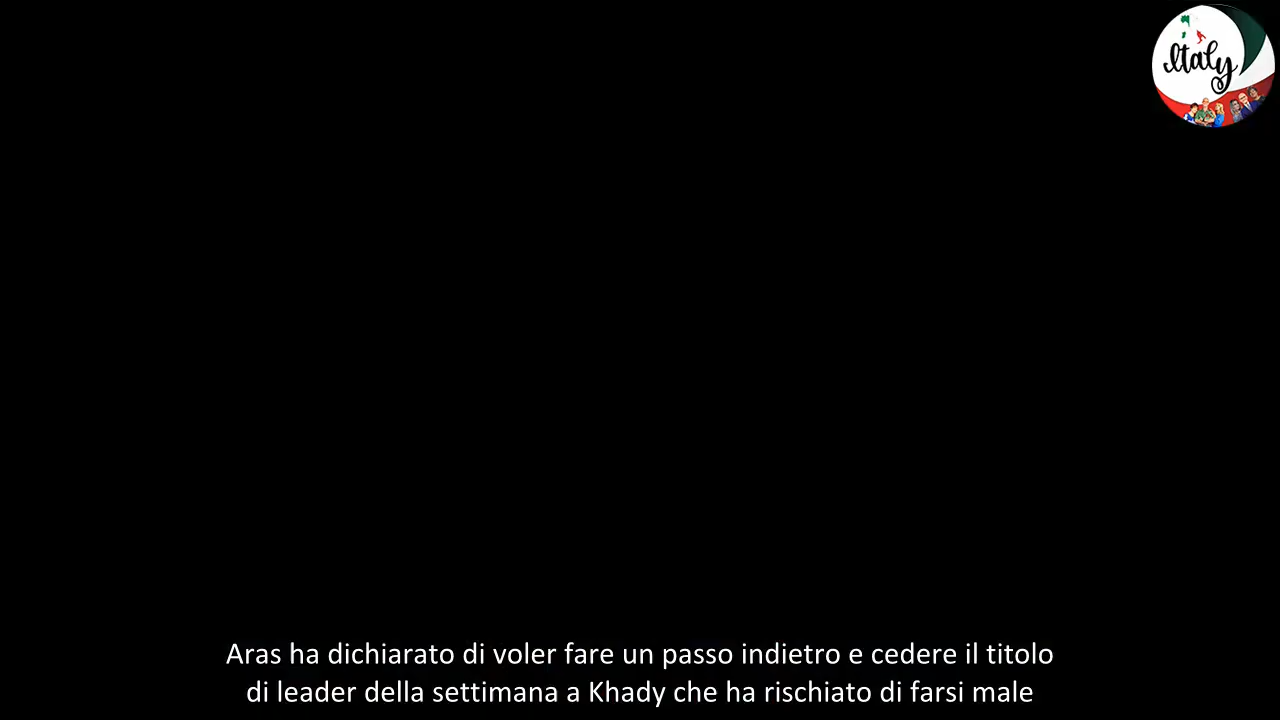 Italy
Aras ha dichiarato di voler fare un passo indietro e cedere il titolo
di leader della settimana a Khady che ha rischiato di farsi male